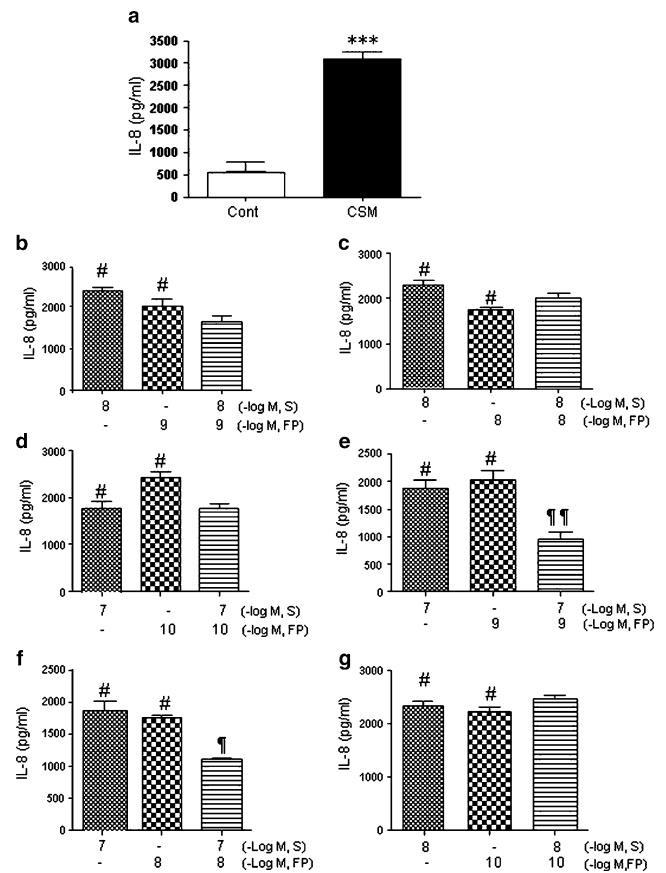 a
IL-8 (pg/ml)
3500
3000
2500
2000
1500
1000
500
0
***
Cont CSM
b
IL-8 (pg/ml)
3000
2000
1000
0
# #
8 - 8 (-log M, S)
- 9 9 (-log M, FP)
c
IL-8 (pg/ml)
3000
2000
1000
0
# #
8 - 8 (-Log M, S)
- 8 8 (-log M, FP)
d
IL-8 (pg/ml)
3000
2000
1000
0
# #
7 - 7 (-log M, S)
- 10 10 (-log M, FP)
e
IL-8 (pg/ml)
2500
2000
1500
1000
500
0
# # ¶¶
7 - 7 (-Log M, S)
- 9 9 (-Log M, FP)
f
IL-8 (pg/ml)
2500
2000
1500
1000
500
0
# # ¶
7 - 7 (-Log M, S)
- 8 8 (-Log M, FP)
g
IL-8 (pg/ml)
3000
2000
1000
0
# #
8 - 8 (-log M, S)
- 10 10 (-log M,FP)